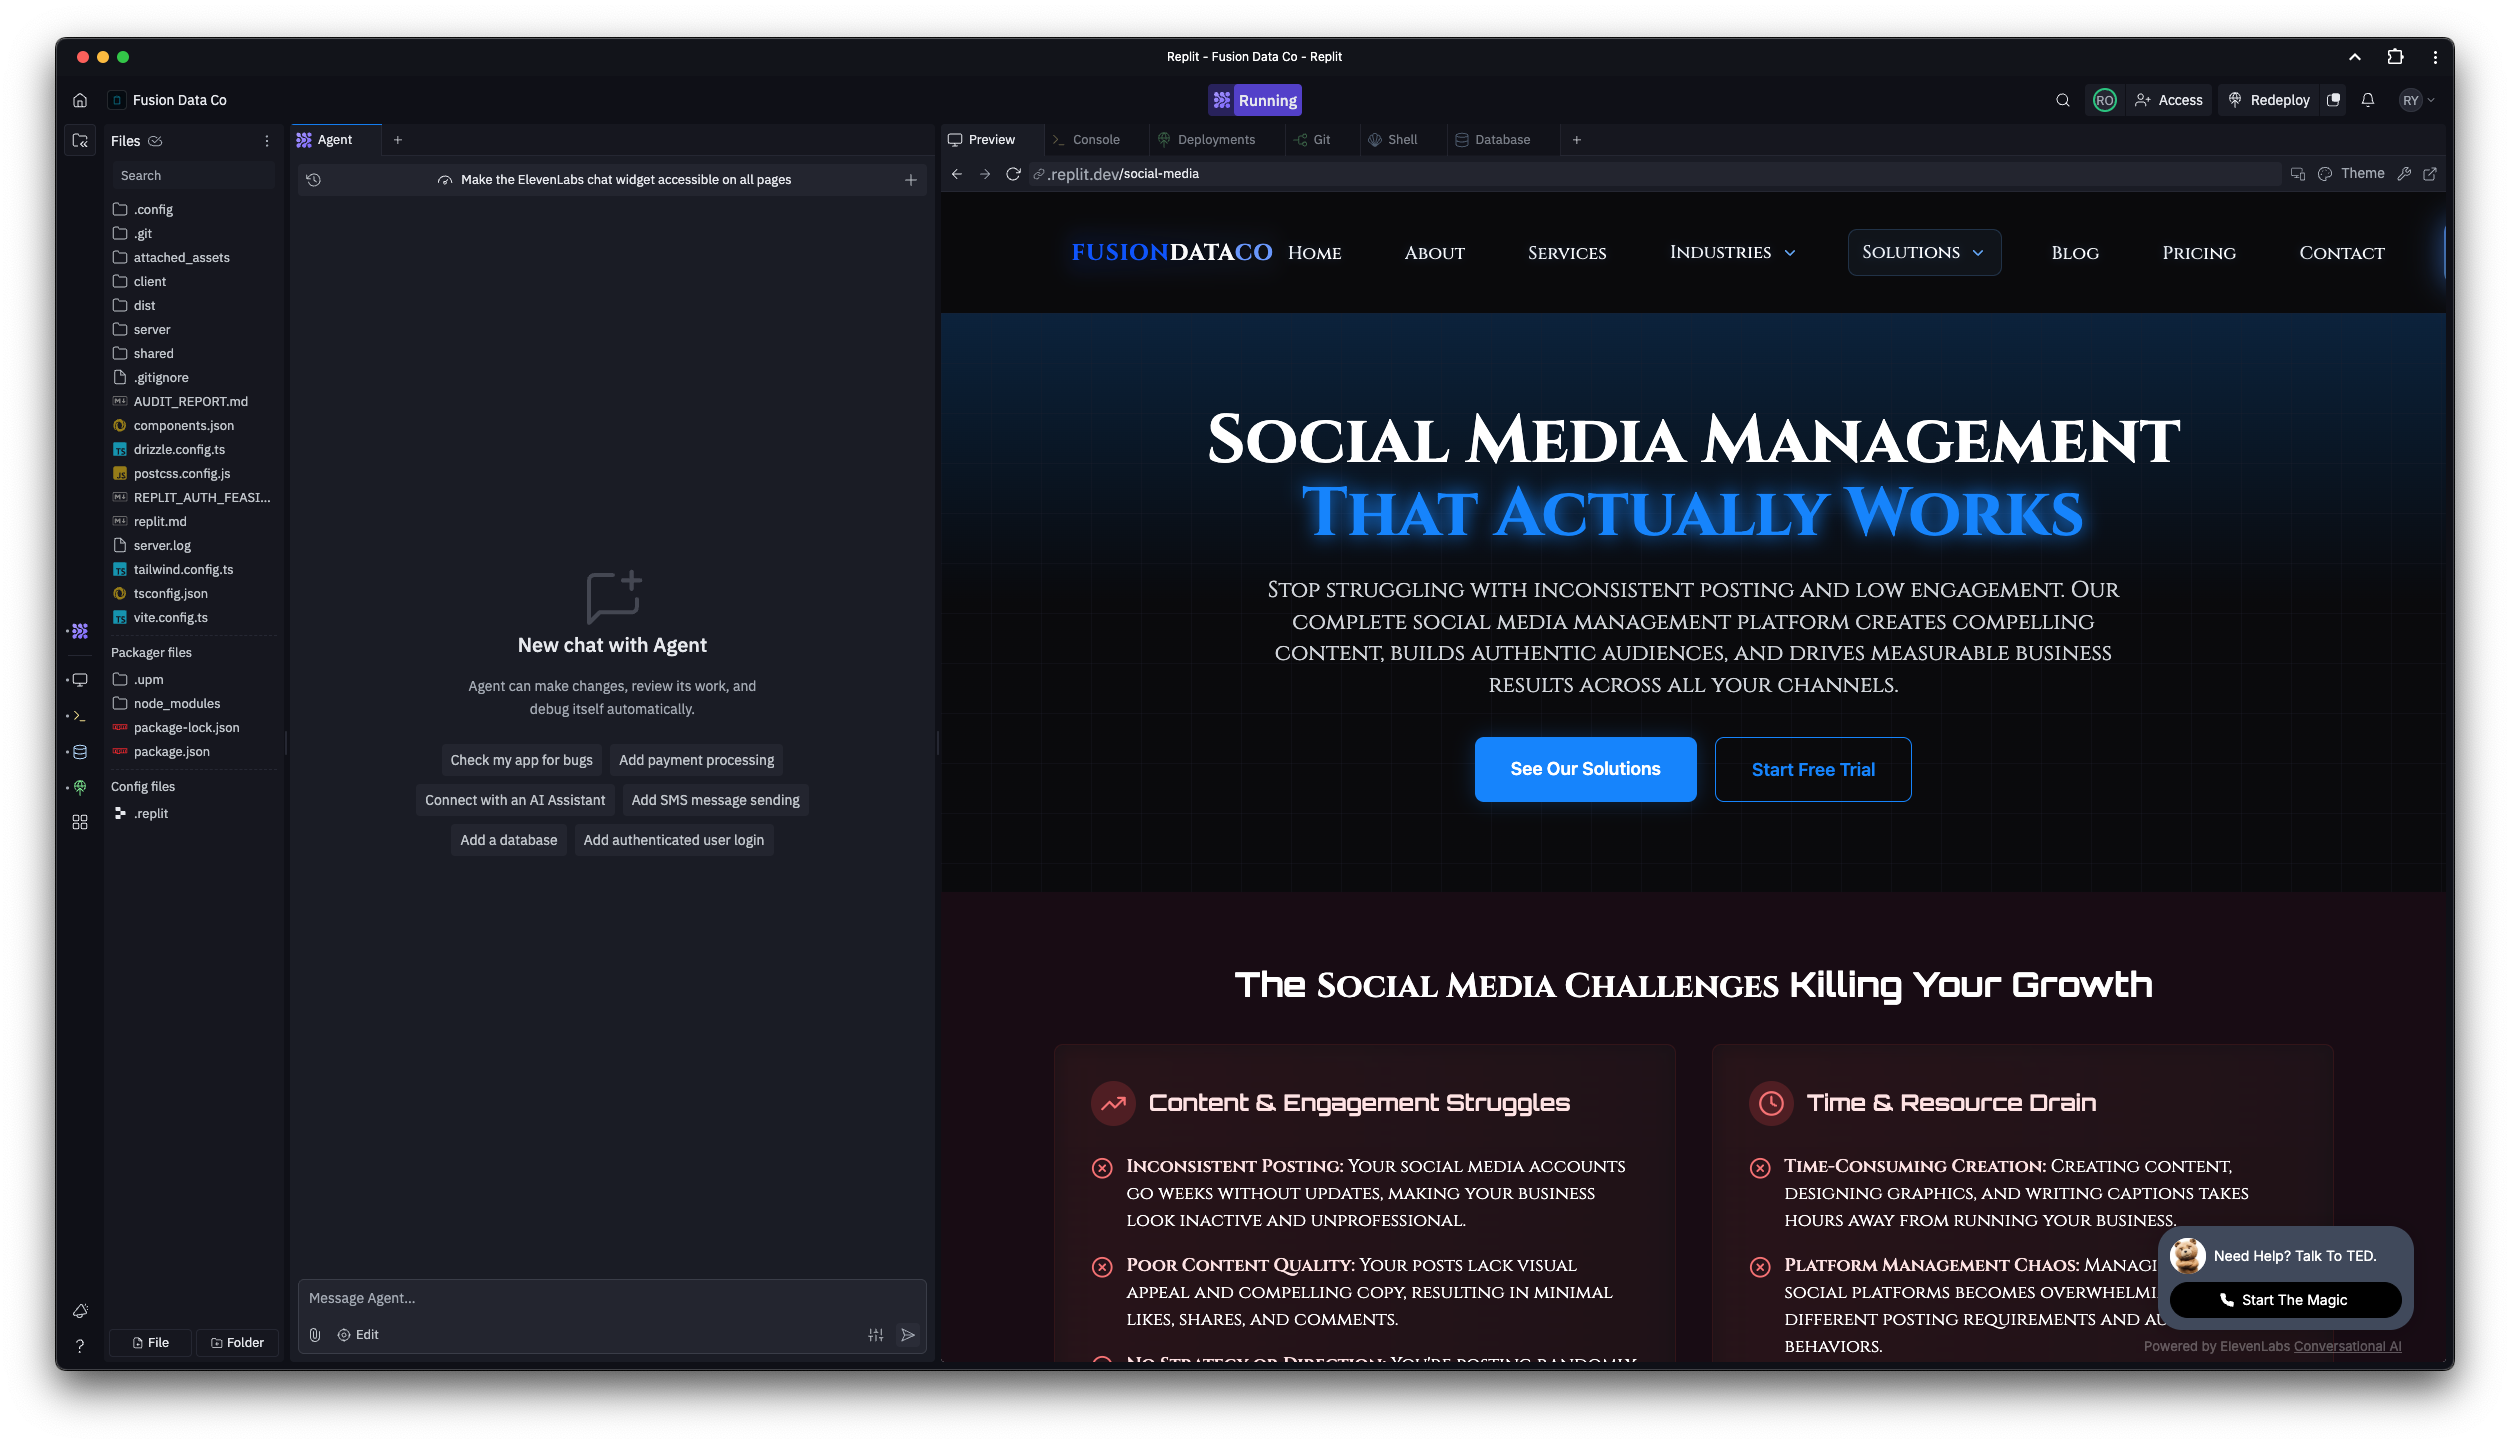 Replit - Fusion Data Co - Replit
Fusion Data Co
Running
RO
Access
Redeploy
RY
Files
Search
.config
.git
attached_assets
client
dist
server
shared
.gitignore
AUDIT_REPORT.md
components.json
drizzle.config.ts
postcss.config.js
REPLIT_AUTH_FEASI...
replit.md
server.log
tailwind.config.ts
tsconfig.json
vite.config.ts
Packager files
.upm
node_modules
package-lock.json
package.json
Config files
.replit
File
Folder
Agent
Make the ElevenLabs chat widget accessible on all pages
New chat with Agent
Agent can make changes, review its work, and
debug itself automatically.
Check my app for bugs
Add payment processing
Connect with an AI Assistant
Add SMS message sending
Add a database
Add authenticated user login
Message Agent...
Edit
Preview
Console
Deployments
Git
Shell
Database
.replit.dev/social-media
Theme
FUSIONDATACO
Home
About
Services
Industries
Solutions
Blog
Pricing
Contact
Social Media Management
That Actually Works
Stop struggling with inconsistent posting and low engagement. Our
complete social media management platform creates compelling
content, builds authentic audiences, and drives measurable business
results across all your channels.
See Our Solutions
Start Free Trial
The Social Media Challenges Killing Your Growth
Content & Engagement Struggles
Inconsistent Posting: Your social media accounts
go weeks without updates, making your business
look inactive and unprofessional.
Poor Content Quality: Your posts lack visual
appeal and compelling copy, resulting in minimal
likes, shares, and comments.
No Strategy or Direction: You're posting randomly
Time & Resource Drain
Time-Consuming Creation: Creating content,
designing graphics, and writing captions takes
hours away from running your business.
Platform Management Chaos:
social platforms becomes
different posting requirements and
behaviors.
Need Help? Talk To TED.
Start The Magic
Powered by ElevenLabs Conversational AI